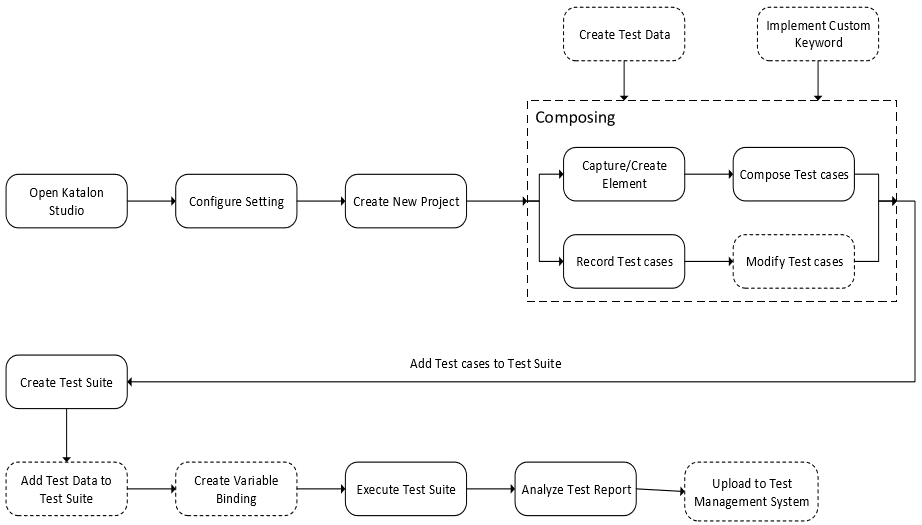 Create Test Data
Implement Custom
Keyword
Composing
Capture/Create
Element
Compose Test cases
Open Katalon
Studio
Configure Setting
Create New Project
Record Test cases
Modify Test cases
Add Test cases to Test Suite
Create Test Suite
Add Test Data to
Test Suite
Create Variable
Binding
Execute Test Suite
Analyze Test Report
Upload to Test
Management System